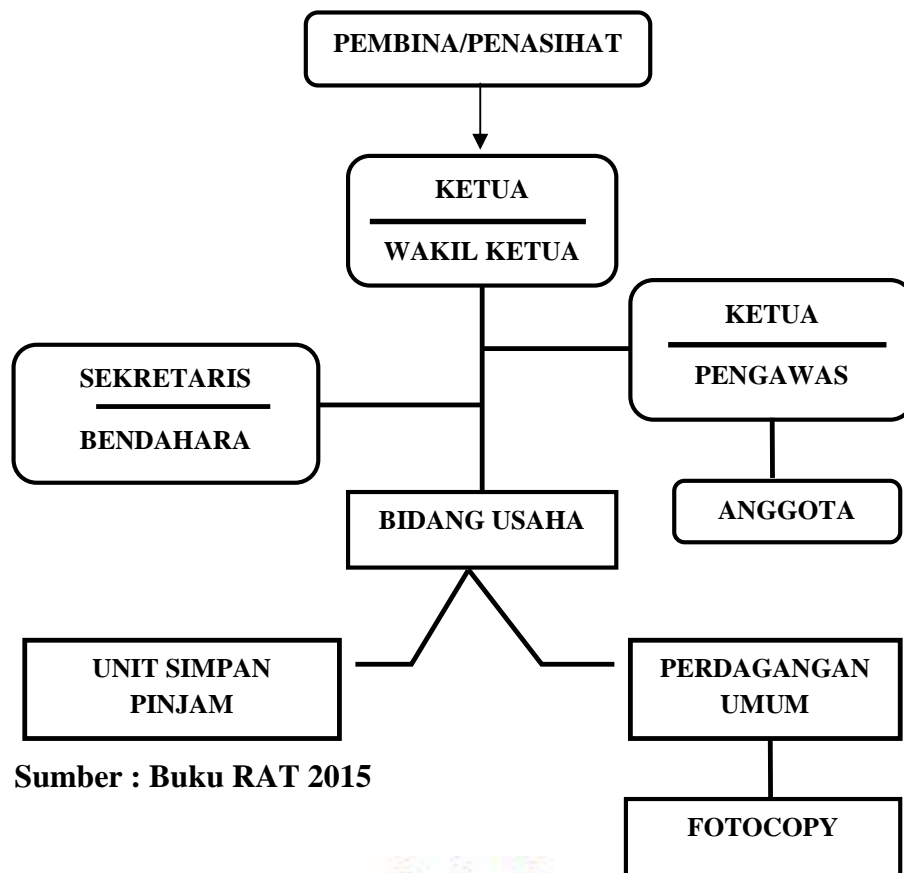 PEMBINA/PENASIHAT
KETUA
WAKIL KETUA
KETUA
PENGAWAS
SEKRETARIS
BENDAHARA
ANGGOTA
BIDANG USAHA
UNIT SIMPAN
PINJAM
PERDAGANGAN
UMUM
Sumber : Buku RAT 2015
FOTOCOPY